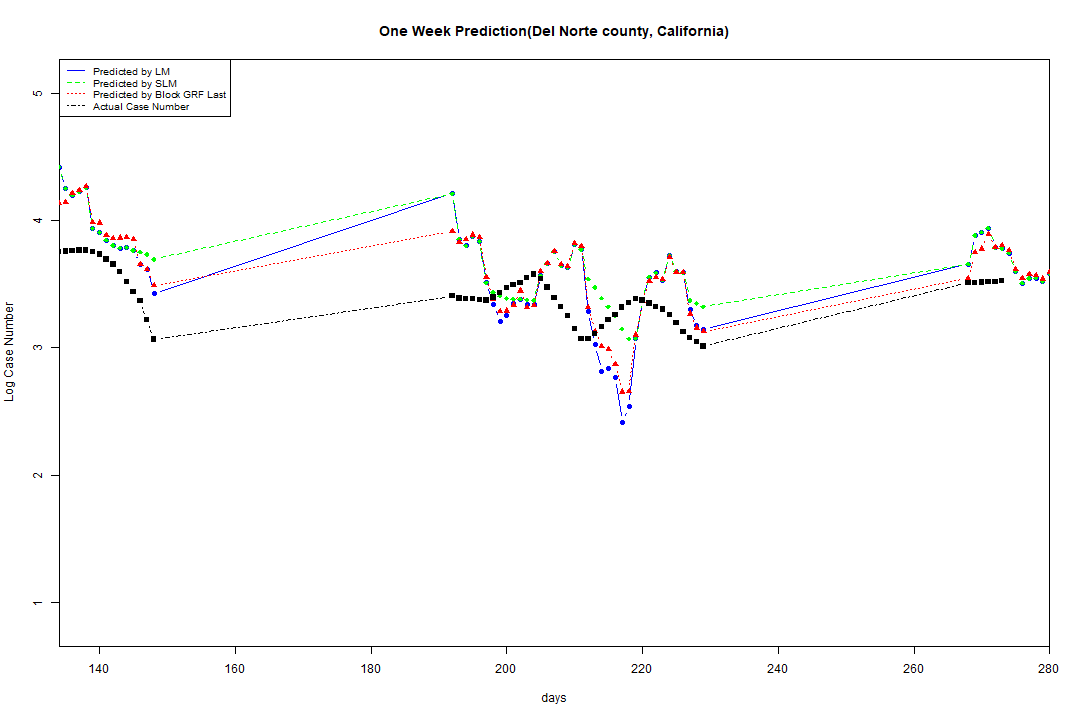 One Week Prediction(Del Norte county, California)
Predicted by LM
Predicted by SLM
Predicted by Block GRF Last
Actual Case Number
5
4
3
2
1
Log Case Number
140 160 180 200 220 240 260 280
days